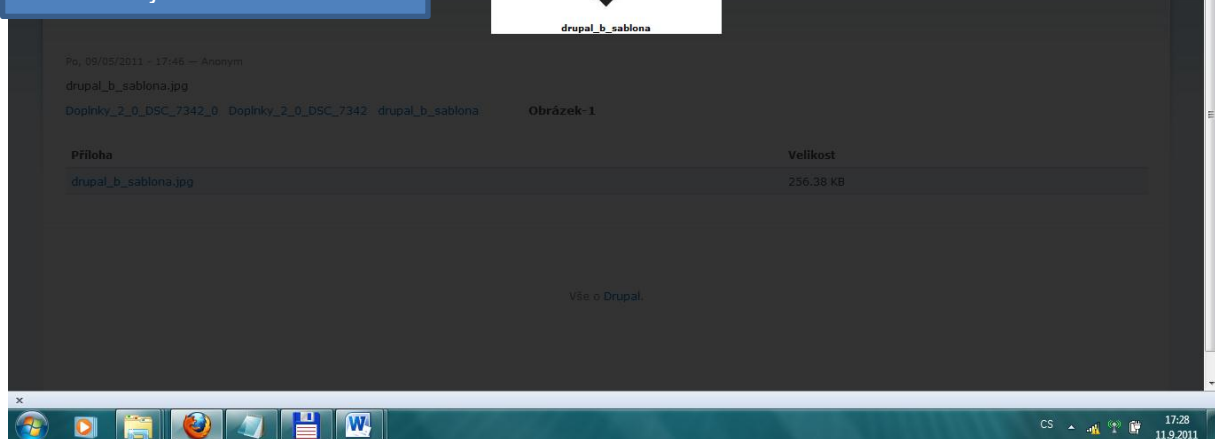 drupal_b_sablona
Po, 09/05/2011 - 17:46 — Anonym
drupal_b_sablona.jpg
Doplnky_2_0_DSC_7342_0 Doplnky_2_0_DSC_7342 drupal_b_sablona Obrázek-1
Příloha Velikost
drupal_b_sablona.jpg 256.38 KB
Vše o Drupal.
x
CS 17:28
11.9.2011